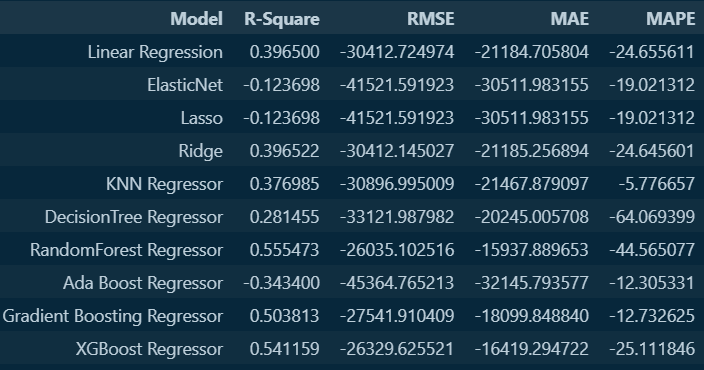 Model R-Square RMSE MAE MAPE
Linear Regression 0.396500 -30412.724974 -21184.705804 -24.655611
ElasticNet -0.123698 -41521.591923 -30511.983155 -19.021312
Lasso -0.123698 -41521.591923 -30511.983155 -19.021312
Ridge 0.396522 -30412.145027 -21185.256894 -24.645601
KNN Regressor 0.376985 -30896.995009 -21467.879097 -5.776657
DecisionTree Regressor 0.281455 -33121.987982 -20245.005708 -64.069399
RandomForest Regressor 0.555473 -26035.102516 -15937.889653 -44.565077
Ada Boost Regressor -0.343400 -45364.765213 -32145.793577 -12.305331
Gradient Boosting Regressor 0.503813 -27541.910409 -18099.848840 -12.732625
XGBoost Regressor 0.541159 -26329.625521 -16419.294722 -25.111846